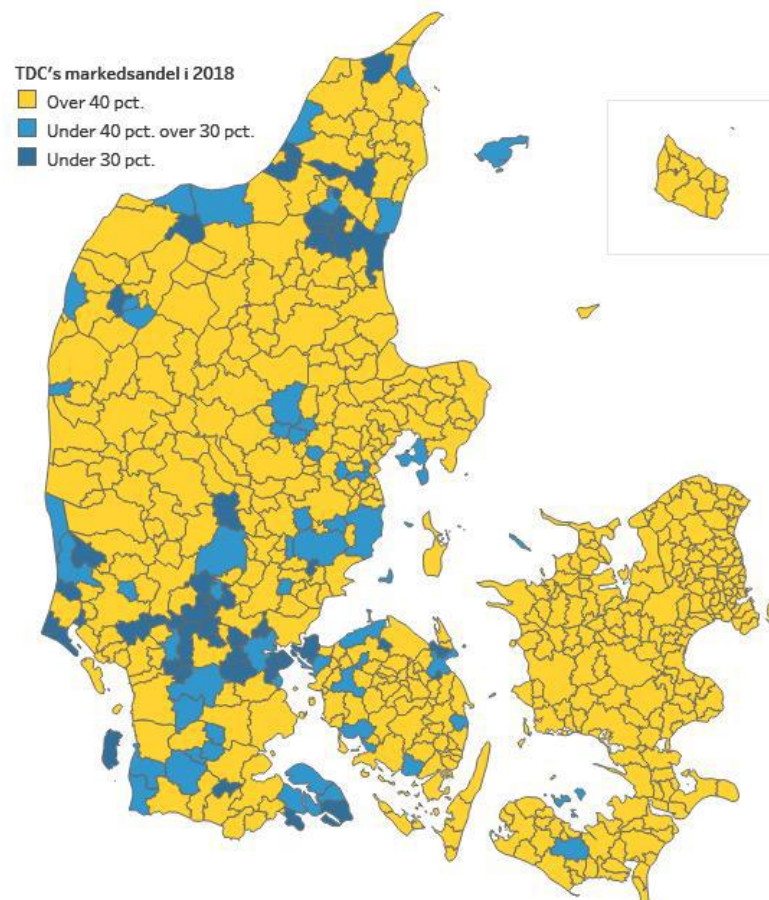 TDC's markedsandel i 2018
Over 40 pct.
Under 40 pct. over 30 pct.
Under 30 pct.